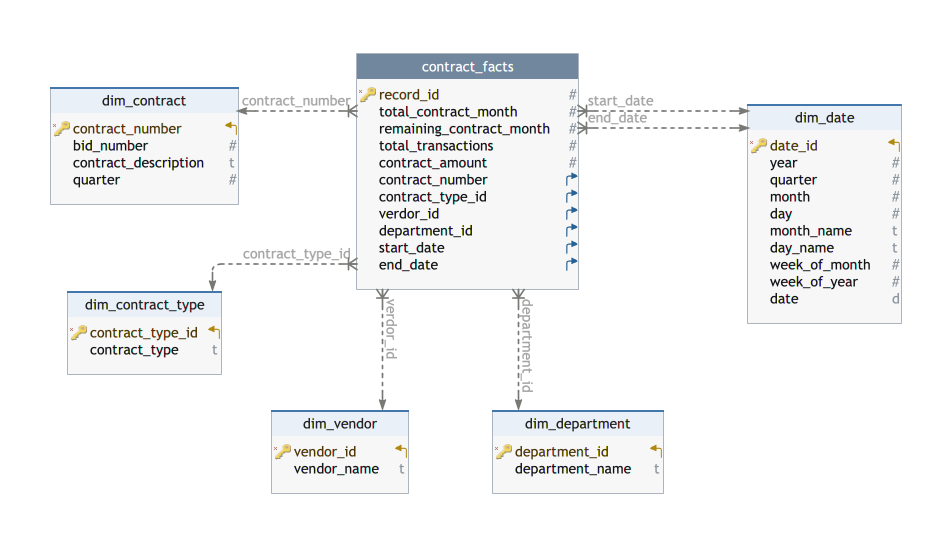 contract_facts
record_id #
total_contract_month #
remaining_contract_month #
total_transactions #
contract_amount #
contract_number
contract_type_id
verdor_id
department_id
start_date
end_date
dim_contract
contract_number
bid_number #
contract_description t
quarter #
contract_number
start_date
end_date
dim_date
date_id
year #
quarter #
month #
day #
month_name t
day_name t
week_of_month #
week_of_year #
date d
contract_type_id
dim_contract_type
contract_type_id
contract_type t
verdor_id
department_id
dim_vendor
vendor_id
vendor_name t
dim_department
department_id
department_name t